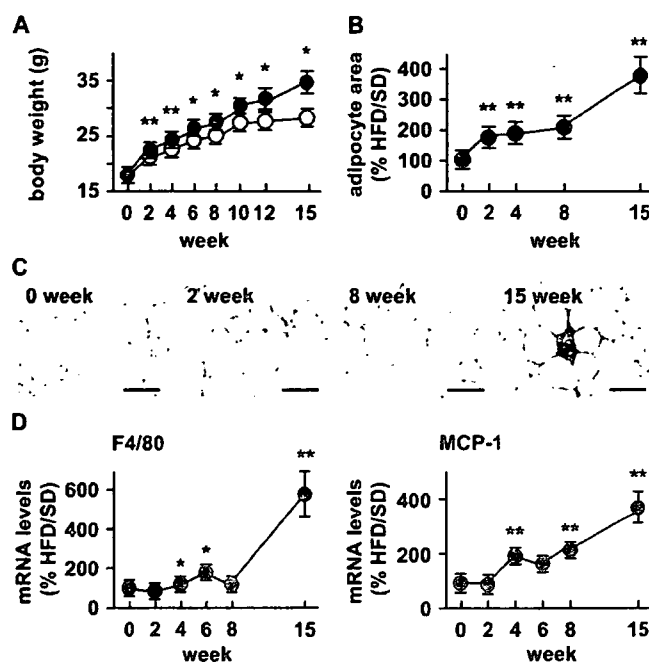 A
body weight (g)
35
25
15
** ** * * * * *
0 2 4 6 8 10 12 15
week
B
adipocyte area
(% HFD/SD)
400
300
200
100
0
** ** ** **
0 2 4 8 15
week
C
0 week 2 week 8 week 15 week
D
F4/80
mRNA levels
(% HFD/SD)
600
400
200
0
* * **
0 2 4 6 8 15
week
MCP-1
mRNA levels
(% HFD/SD)
400
200
0
** ** **
0 2 4 6 8 15
week